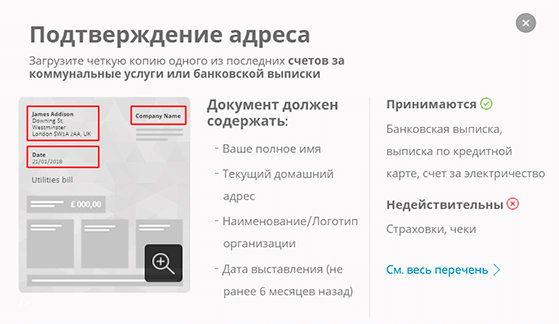 Подтверждение адреса
Загрузите четкую копию одного из последних счетов за
коммунальные услуги или банковской выписки
James Addison
Downing St.
Westminster
London SW1A 2AA, UK
Company Name
Date
21/05/2018
Utilities bill
£ 000,00
Документ должен
содержать:
- Ваше полное имя
- Текущий домашний
адрес
- Наименование/Логотип
организации
- Дата выставления (не
ранее 6 месяцев назад)
Принимаются
Банковская выписка,
выписка по кредитной
карте, счет за электричество
Недействительны
Страховки, чеки
См. весь перечень